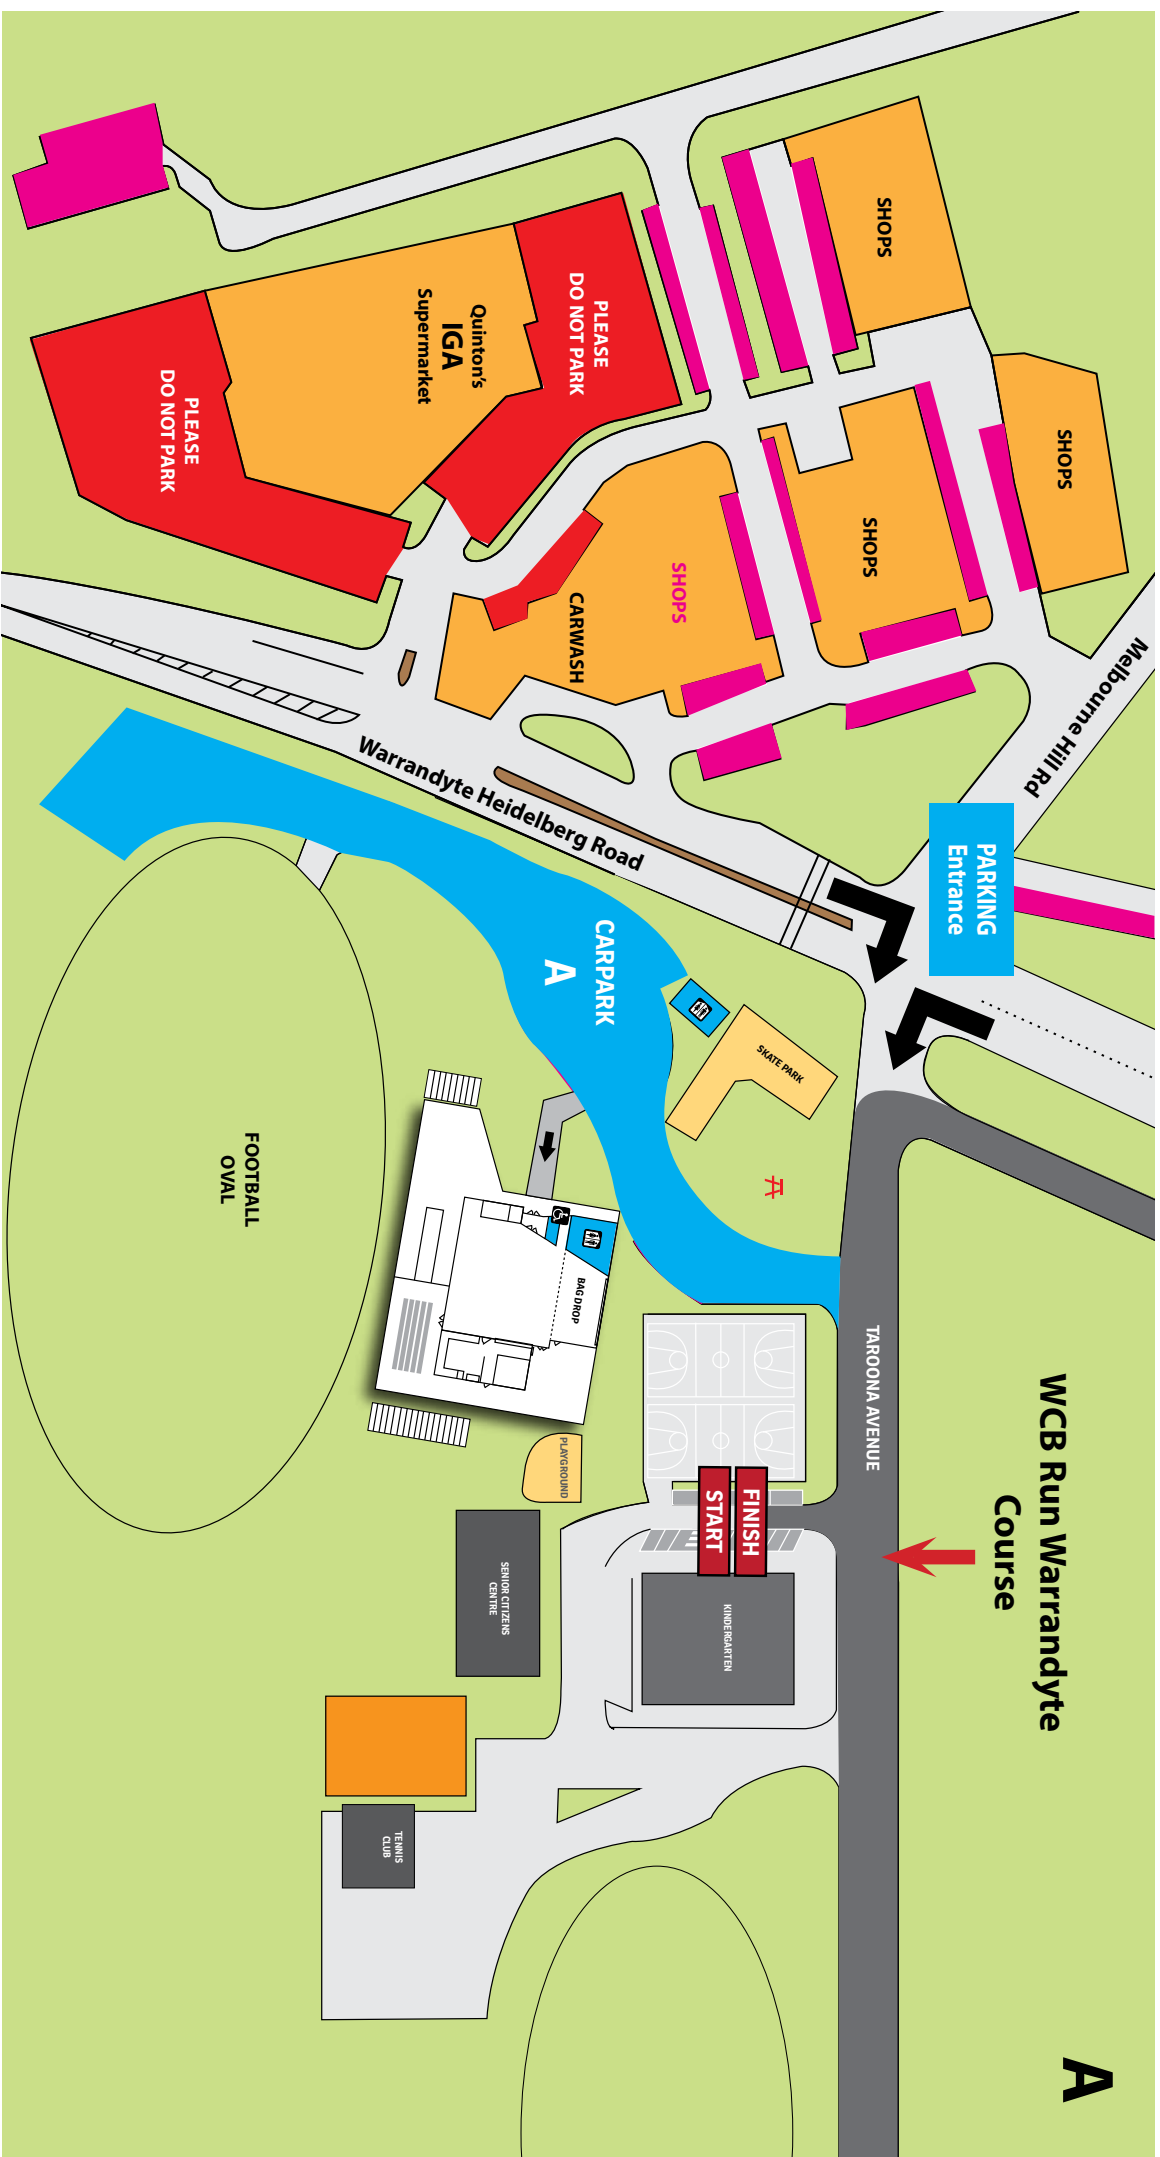 WCB Run Warrandyte
Course
A
SHOPS
SHOPS
Melbourne Hill Rd
PARKING
Entrance
SHOPS
SHOPS
CARWASH
PLEASE
DO NOT PARK
Quinton's
IGA
Supermarket
PLEASE
DO NOT PARK
Warrandyte Heidelberg Road
TAROONA AVENUE
SKATE PARK
CARPARK
A
FINISH
START
KINDERGARTEN
BAG DROP
PLAYGROUND
SENIOR CITIZENS
CENTRE
TENNIS
CLUB
FOOTBALL
OVAL